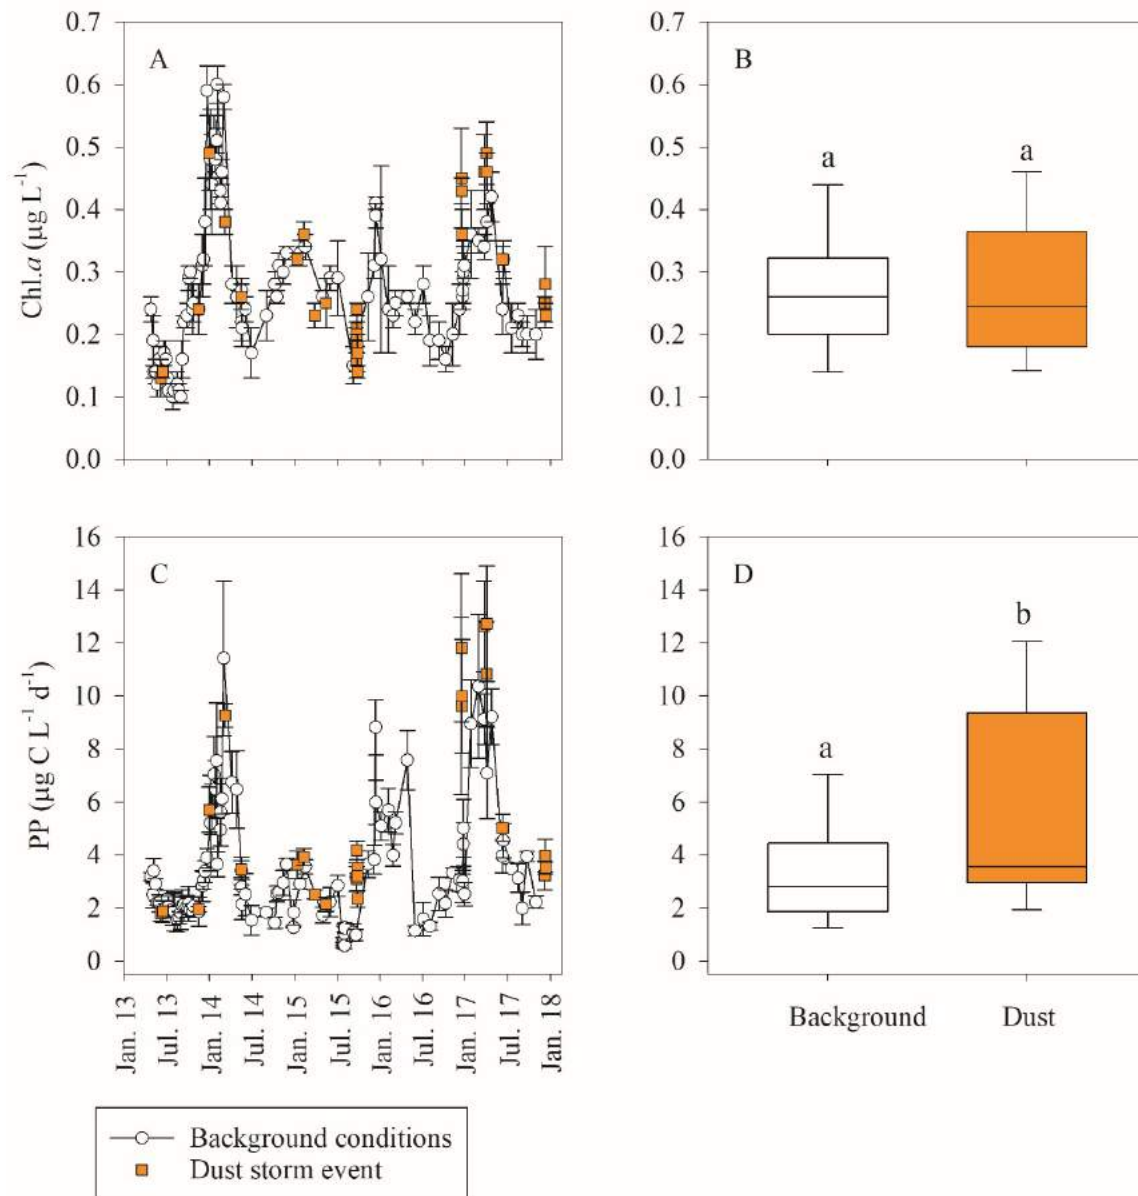 0.7
0.6
0.5
0.4
0.3
0.2
0.1
0.0
Chl.a (µg L⁻¹)
A
0.7
0.6
0.5
0.4
0.3
0.2
0.1
0.0
B
a
a
16
14
12
10
8
6
4
2
0
PP (µg C L⁻¹ d⁻¹)
C
Jan. 13
Jul. 13
Jan. 14
Jul. 14
Jan. 15
Jul. 15
Jan. 16
Jul. 16
Jan. 17
Jul. 17
Jan. 18
16
14
12
10
8
6
4
2
0
D
a
b
Background
Dust
Background conditions
Dust storm event